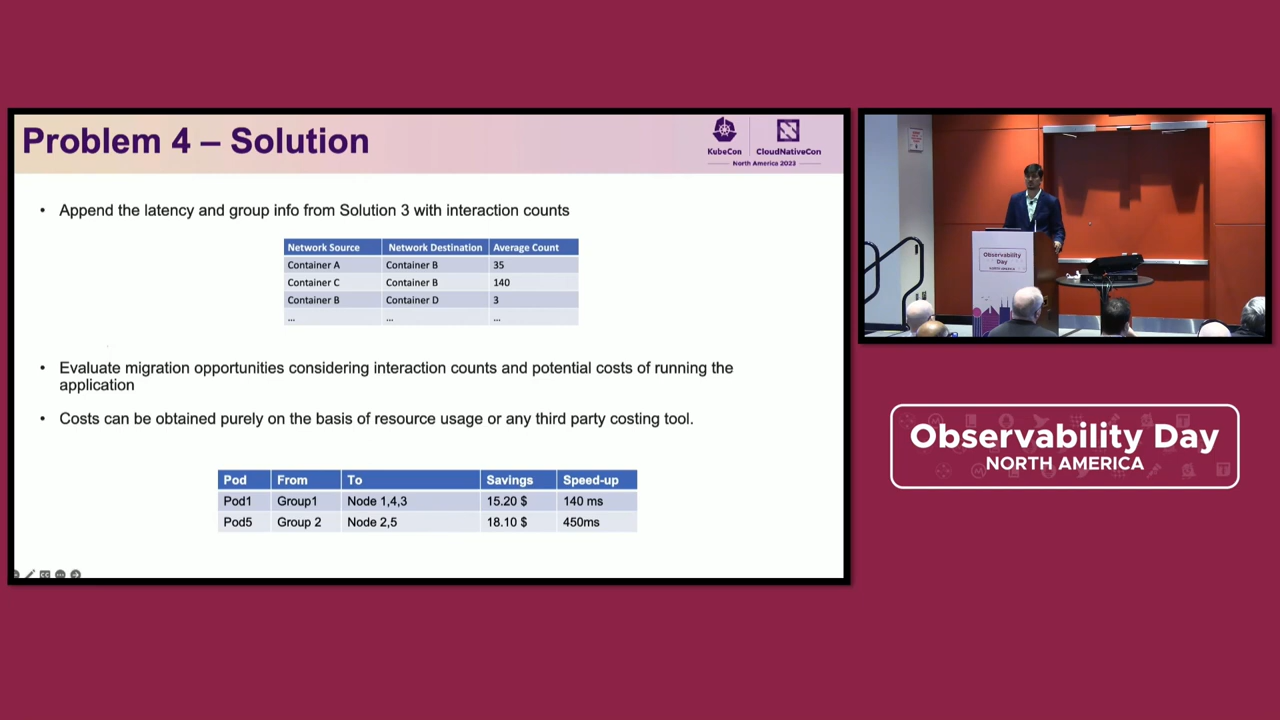 Problem 4 – Solution
KubeCon
CloudNativeCon
North America 2023
• Append the latency and group info from Solution 3 with interaction counts
Network Source Network Destination Average Count
Container A Container B 35
Container C Container B 140
Container B Container D 3
... ... ...
• Evaluate migration opportunities considering interaction counts and potential costs of running the
application
• Costs can be obtained purely on the basis of resource usage or any third party costing tool.
Pod From To Savings Speed-up
Pod1 Group1 Node 1,4,3 15.20 $ 140 ms
Pod5 Group 2 Node 2,5 18.10 $ 450ms
Observability
Day
NORTH AMERICA
Observability Day
NORTH AMERICA